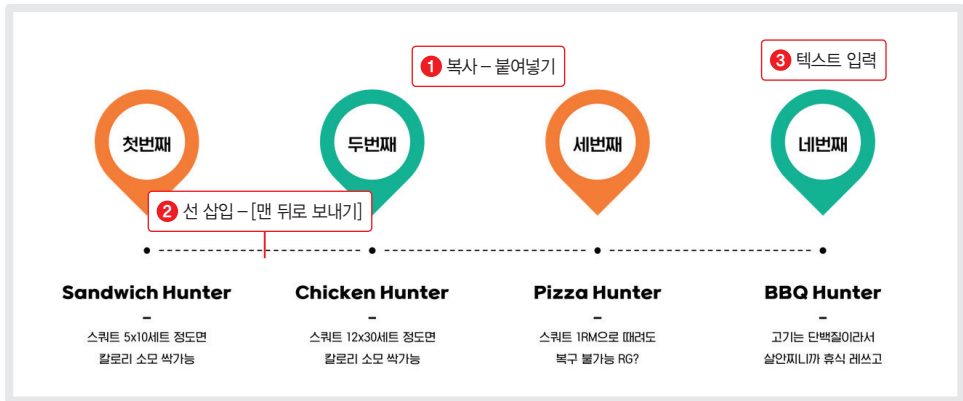 1 복사 – 붙여넣기
3 텍스트 입력
첫번째
두번째
세번째
네번째
2 선 삽입 – [맨 뒤로 보내기]
Sandwich Hunter
–
스쿼트 5x10세트 정도면
칼로리 소모 싹가능
Chicken Hunter
–
스쿼트 12x30세트 정도면
칼로리 소모 싹가능
Pizza Hunter
–
스쿼트 1RM으로 때려도
복구 불가능 RG?
BBQ Hunter
–
고기는 단백질이라서
살안찌니까 휴식 레쓰고